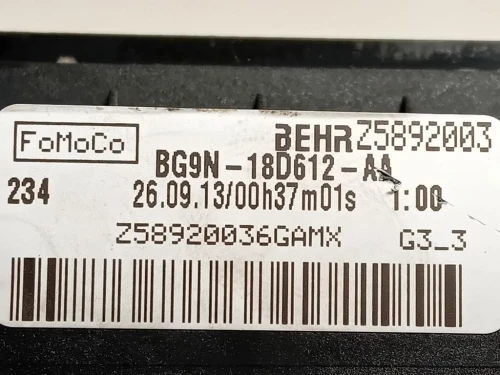 FoMoCo BEHR Z5892003
BG9N-18D612-AA
234 26.09.13/00h37m01s 1:00
Z58920036GAMX G3_3